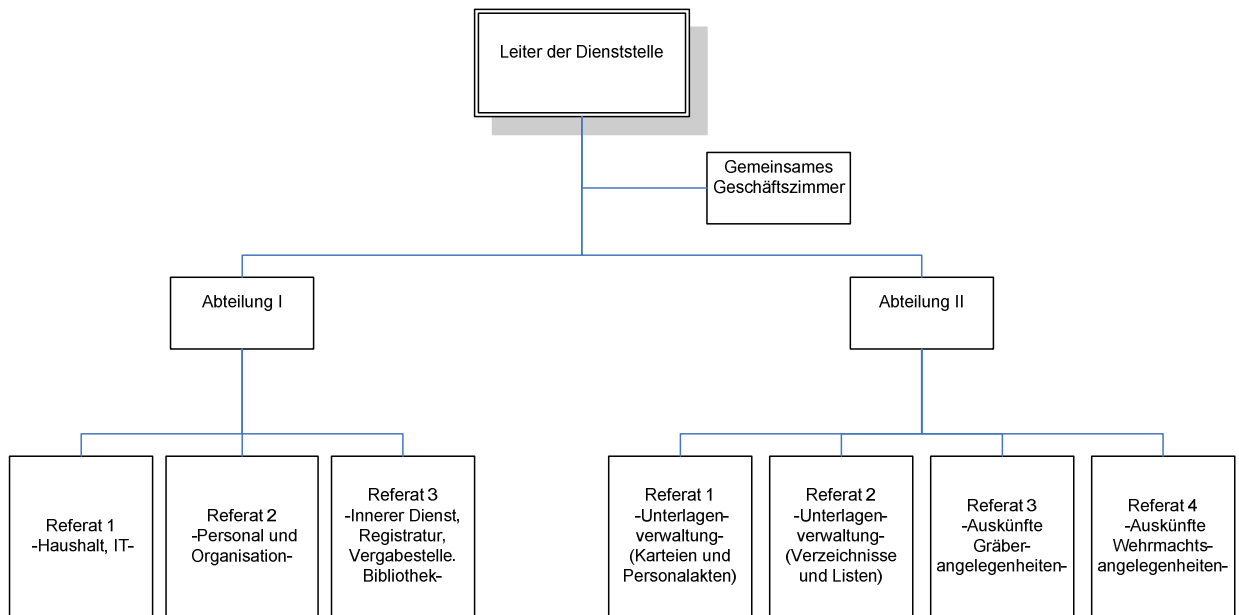 Leiter der Dienststelle
Gemeinsames
Geschäftszimmer
Abteilung I
Abteilung II
Referat 1
-Haushalt, IT-
Referat 2
-Personal und
Organisation-
Referat 3
-Innerer Dienst,
Registratur,
Vergabestelle.
Bibliothek-
Referat 1
-Unterlagen-
verwaltung-
(Karteien und
Personalakten)
Referat 2
-Unterlagen-
verwaltung-
(Verzeichnisse
und Listen)
Referat 3
-Auskünfte
Gräber-
angelegenheiten-
Referat 4
-Auskünfte
Wehrmachts-
angelegenheiten-